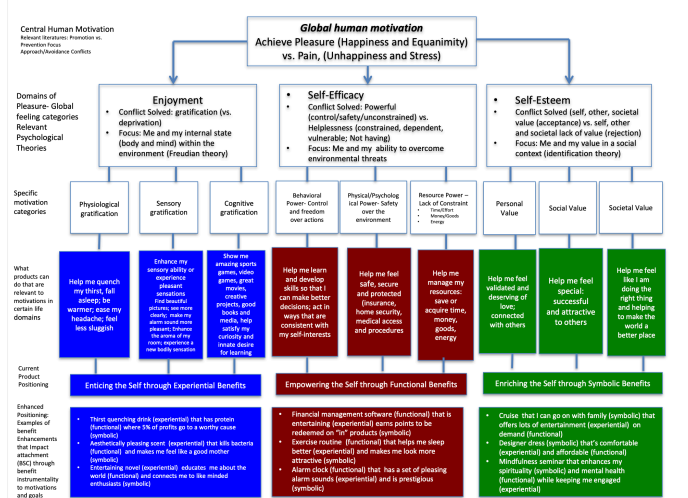 Central Human Motivation
Relevant literatures: Promotion vs.
Prevention Focus
Approach/Avoidance Conflicts
Global human motivation
Achieve Pleasure (Happiness and Equanimity)
vs. Pain, (Unhappiness and Stress)
Domains of
Pleasure- Global
feeling categories
Relevant
Psychological
Theories
Enjoyment
• Conflict Solved: gratification (vs.
deprivation)
• Focus: Me and my internal state
(body and mind) within the
environment (Freudian theory)
• Self-Efficacy
Conflict Solved: Powerful
(control/safety/unconstrained) vs.
Helplessness (constrained, dependent,
vulnerable; Not having)
• Focus: Me and my ability to overcome
environmental threats
• Self-Esteem
• Conflict Solved (self, other, societal
value (acceptance) vs. self, other
and societal lack of value (rejection)
• Focus: Me and my value in a social
context (identification theory)
Specific
motivation
categories
Physiological
gratification
Sensory
gratification
Cognitive
gratification
Behavioral
Power- Control
and freedom
over actions
Physical/Psycholog
ical Power- Safety
over the
environment
Resource Power –
Lack of Constraint
• Time/Effort
• Money/Goods
• Energy
Personal
Value
Social Value
Societal Value
What
products can
do that are
relevant to
motivations in
certain life
domains
Help me quench
my thirst, fall
asleep; be
warmer; ease my
headache; feel
less sluggish
Enhance my
sensory ability or
experience
pleasant
sensations
Find beautiful
pictures; see more
clearly; make my
alarm sound more
pleasant; Enhance
the aroma of my
room; experience a
new bodily sensation
Show me
amazing sports
games, video
games, great
movies,
creative
projects, good
books and
media, help
satisfy my
curiosity and
innate desire
for learning
Help me learn
and develop
skills so that I
can make better
decisions; act in
ways that are
consistent with
my self-interests
Help me feel
safe, secure
and protected
(insurance,
home security,
medical access
and procedures
Help me
manage my
resources:
save or
acquire time,
money,
goods,
energy
Help me feel
validated and
deserving of
love;
connected
with others
Help me feel
special:
successful
and attractive
to others
Help me feel
like I am
doing the
right thing
and helping
to make the
world a
better place
Current
Product
Positioning
Enticing the Self through Experiential Benefits
Empowering the Self through Functional Benefits
Enriching the Self through Symbolic Benefits
Enhanced
Positioning:
Examples of
benefit
Enhancements
that Impact
attachment
(BSC) through
benefit
instrumentality
to motivations
and goals
• Thirst quenching drink (experiential) that has protein
(functional) where 5% of profits go to a worthy cause
(symbolic)
• Aesthetically pleasing scent (experiential) that kills bacteria
(functional) and makes me feel like a good mother
(symbolic)
• Entertaining novel (experiential) educates me about the
world (functional) and connects me to like minded
enthusiasts (symbolic)
• Financial management software (functional) that is
entertaining (experiential) earns points to be
redeemed on "in" products (symbolic)
• Exercise routine (functional) that helps me sleep
better (experiential) and makes me look more
attractive (symbolic)
• Alarm clock (functional) that has a set of pleasing
alarm sounds (experiential) and is prestigious
(symbolic)
• Cruise that I can go on with family (symbolic) that
offers lots of entertainment (experiential) on
demand (functional)
• Designer dress (symbolic) that's comfortable
(experiential) and affordable (functional)
• Mindfulness seminar that enhances my
spirituality (symbolic) and mental health
(functional) while keeping me engaged
(experiential)